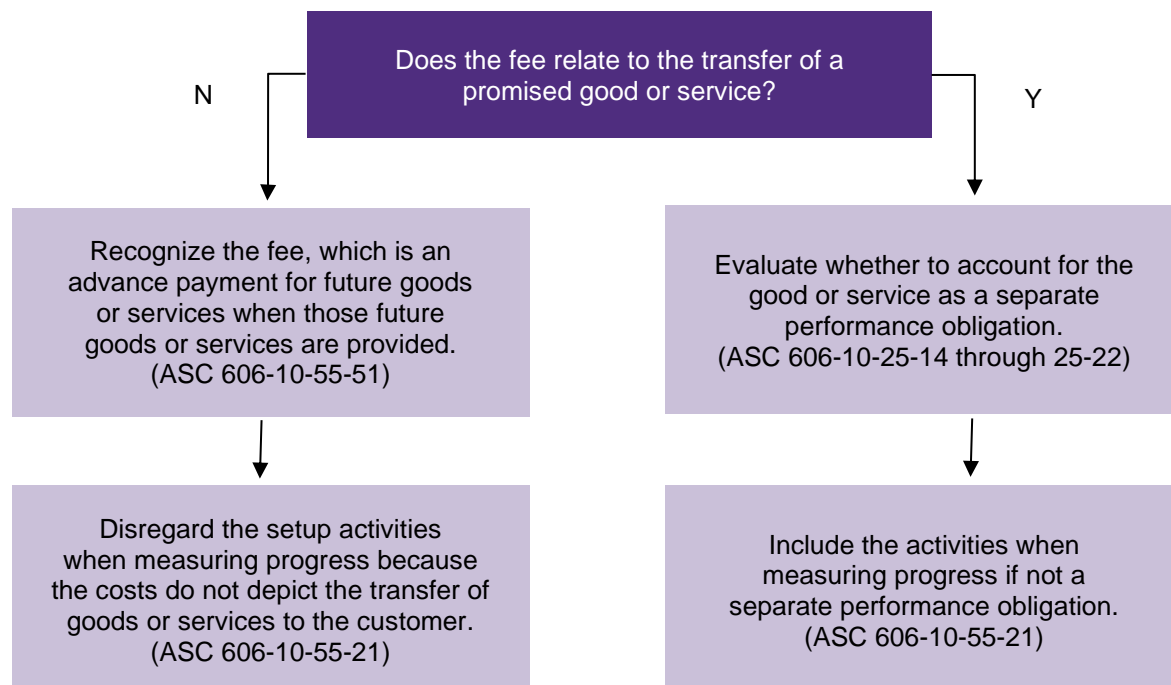 Does the fee relate to the transfer of a
promised good or service?
N
Y
Recognize the fee, which is an
advance payment for future goods
or services when those future
goods or services are provided.
(ASC 606-10-55-51)
Evaluate whether to account for the
good or service as a separate
performance obligation.
(ASC 606-10-25-14 through 25-22)
Disregard the setup activities
when measuring progress because
the costs do not depict the transfer of
goods or services to the customer.
(ASC 606-10-55-21)
Include the activities when
measuring progress if not a
separate performance obligation.
(ASC 606-10-55-21)